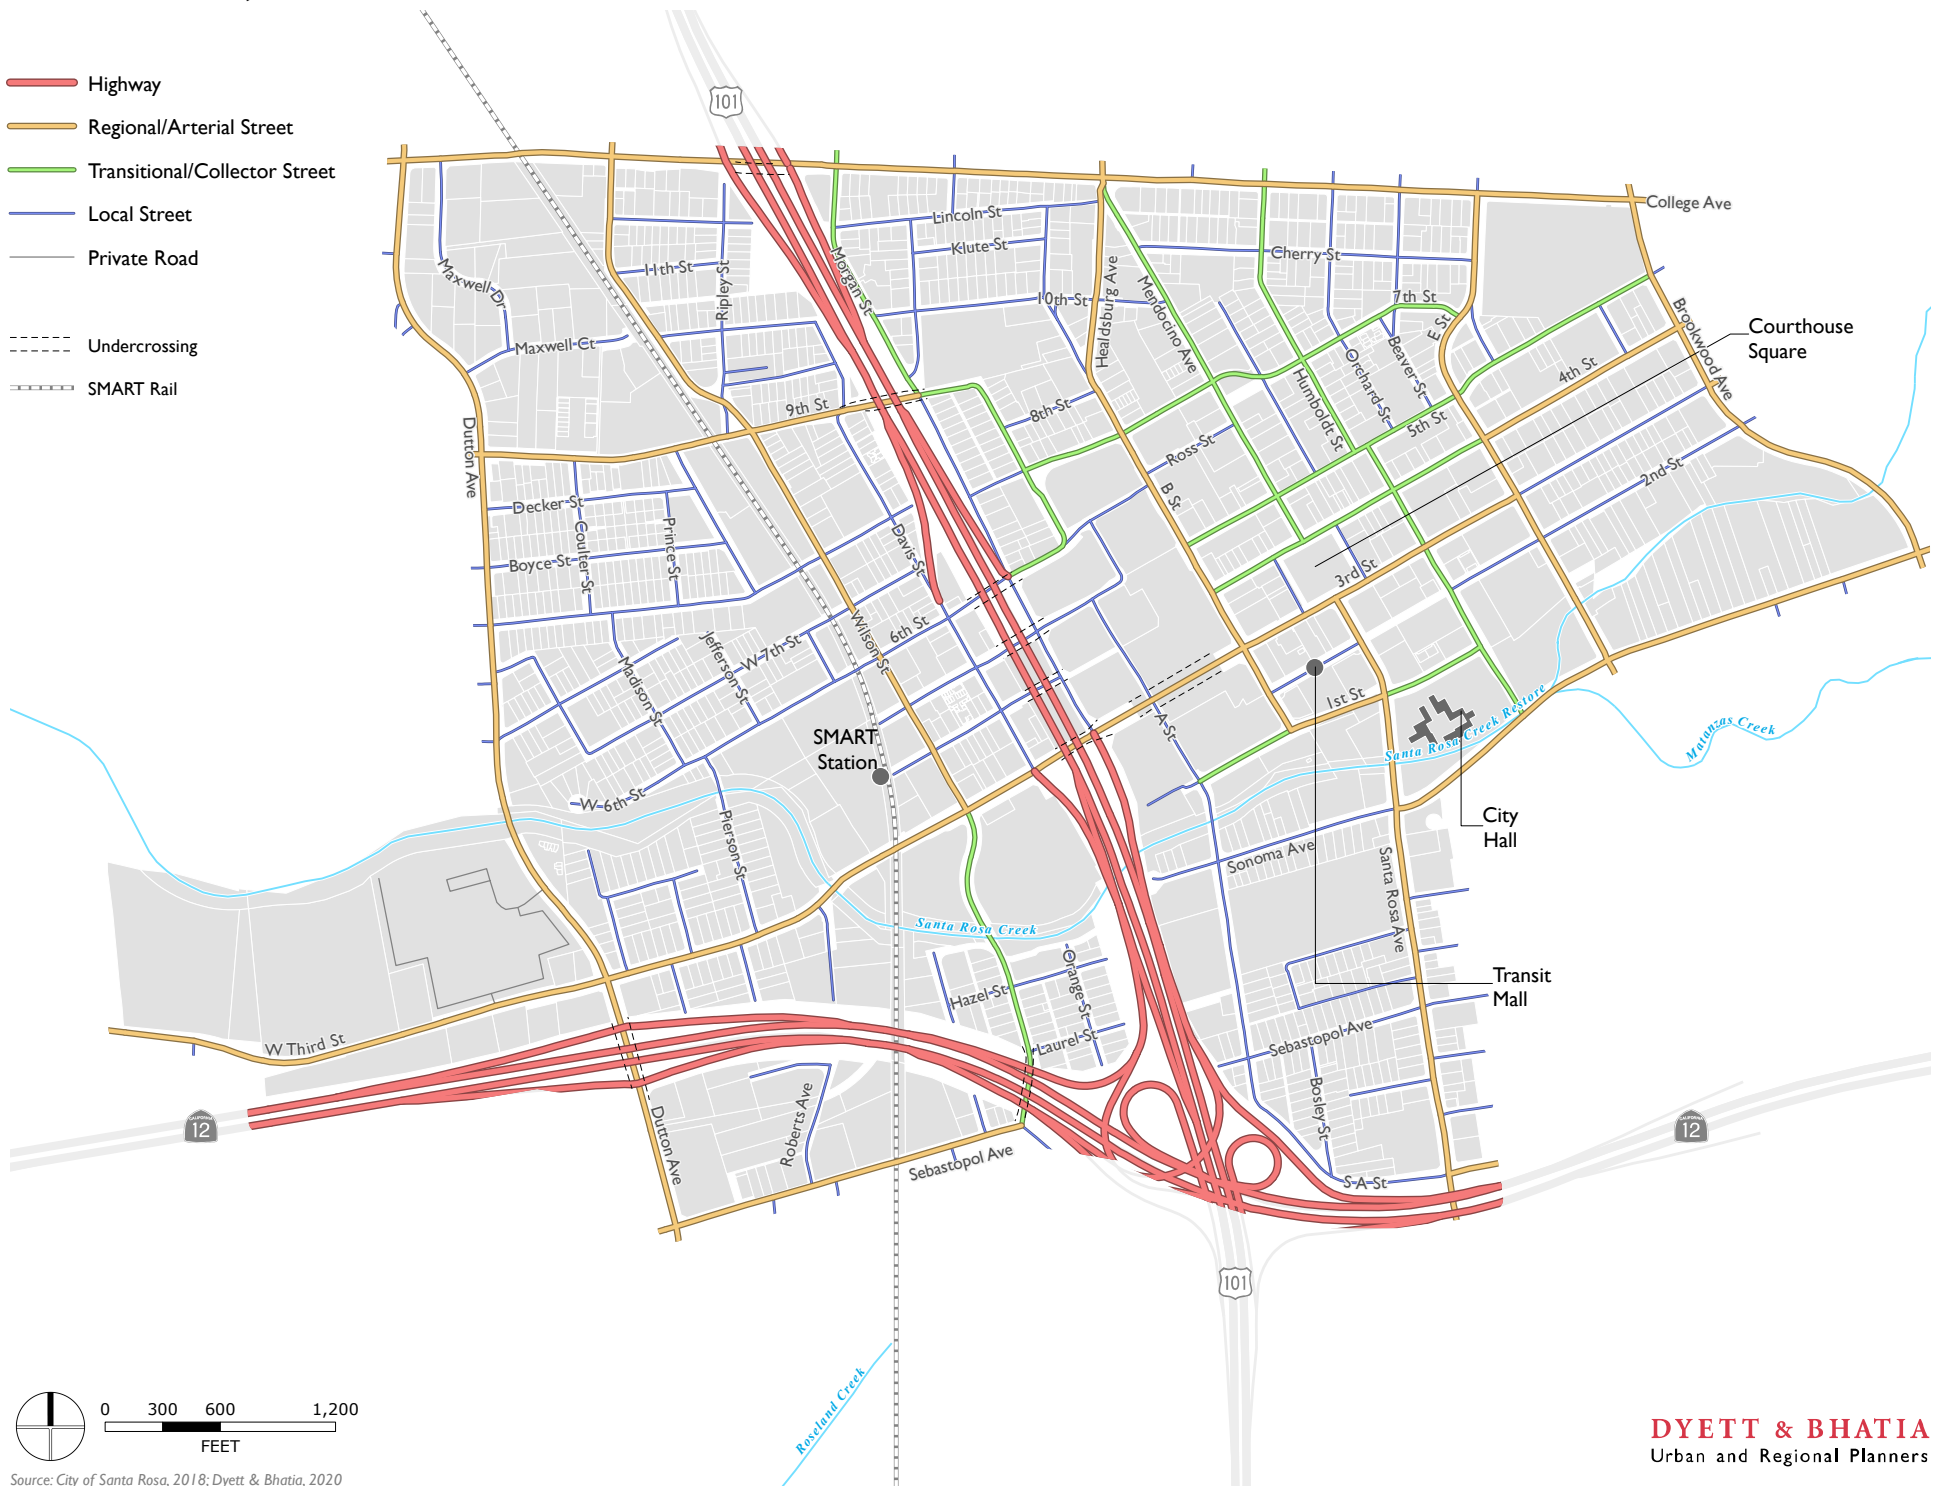 Highway
Regional/Arterial Street
Transitional/Collector Street
Local Street
Private Road
Undercrossing
SMART Rail
101
College Ave
Lincoln St
Klute St
Cherry St
11th St
Ripley St
Morgan St
10th St
Healdsburg Ave
Mendocino Ave
7th St
E St
Maxwell Dr
Maxwell Ct
Brookwood Ave
Courthouse
Square
Orchard St
Beaver St
Humboldt St
4th St
5th St
9th St
8th St
Ross St
B St
Dutton Ave
2nd St
Decker St
Coulter St
Prince St
Boyce St
Davis St
3rd St
Wilson St
6th St
W 7th St
Jefferson St
Madison St
1st St
A St
Santa Rosa Creek Restore
Matanzas Creek
SMART
Station
W 6th St
Pierson St
City
Hall
Sonoma Ave
Santa Rosa Ave
Santa Rosa Creek
Orange St
Hazel St
Transit
Mall
W Third St
Laurel St
Sebastopol Ave
Bosley St
CALIFORNIA
12
Roberts Ave
Dutton Ave
Sebastopol Ave
S A St
CALIFORNIA
12
101
Roseland Creek
0 300 600 1,200
FEET
Source: City of Santa Rosa, 2018; Dyett & Bhatia, 2020
DYETT & BHATIA
Urban and Regional Planners